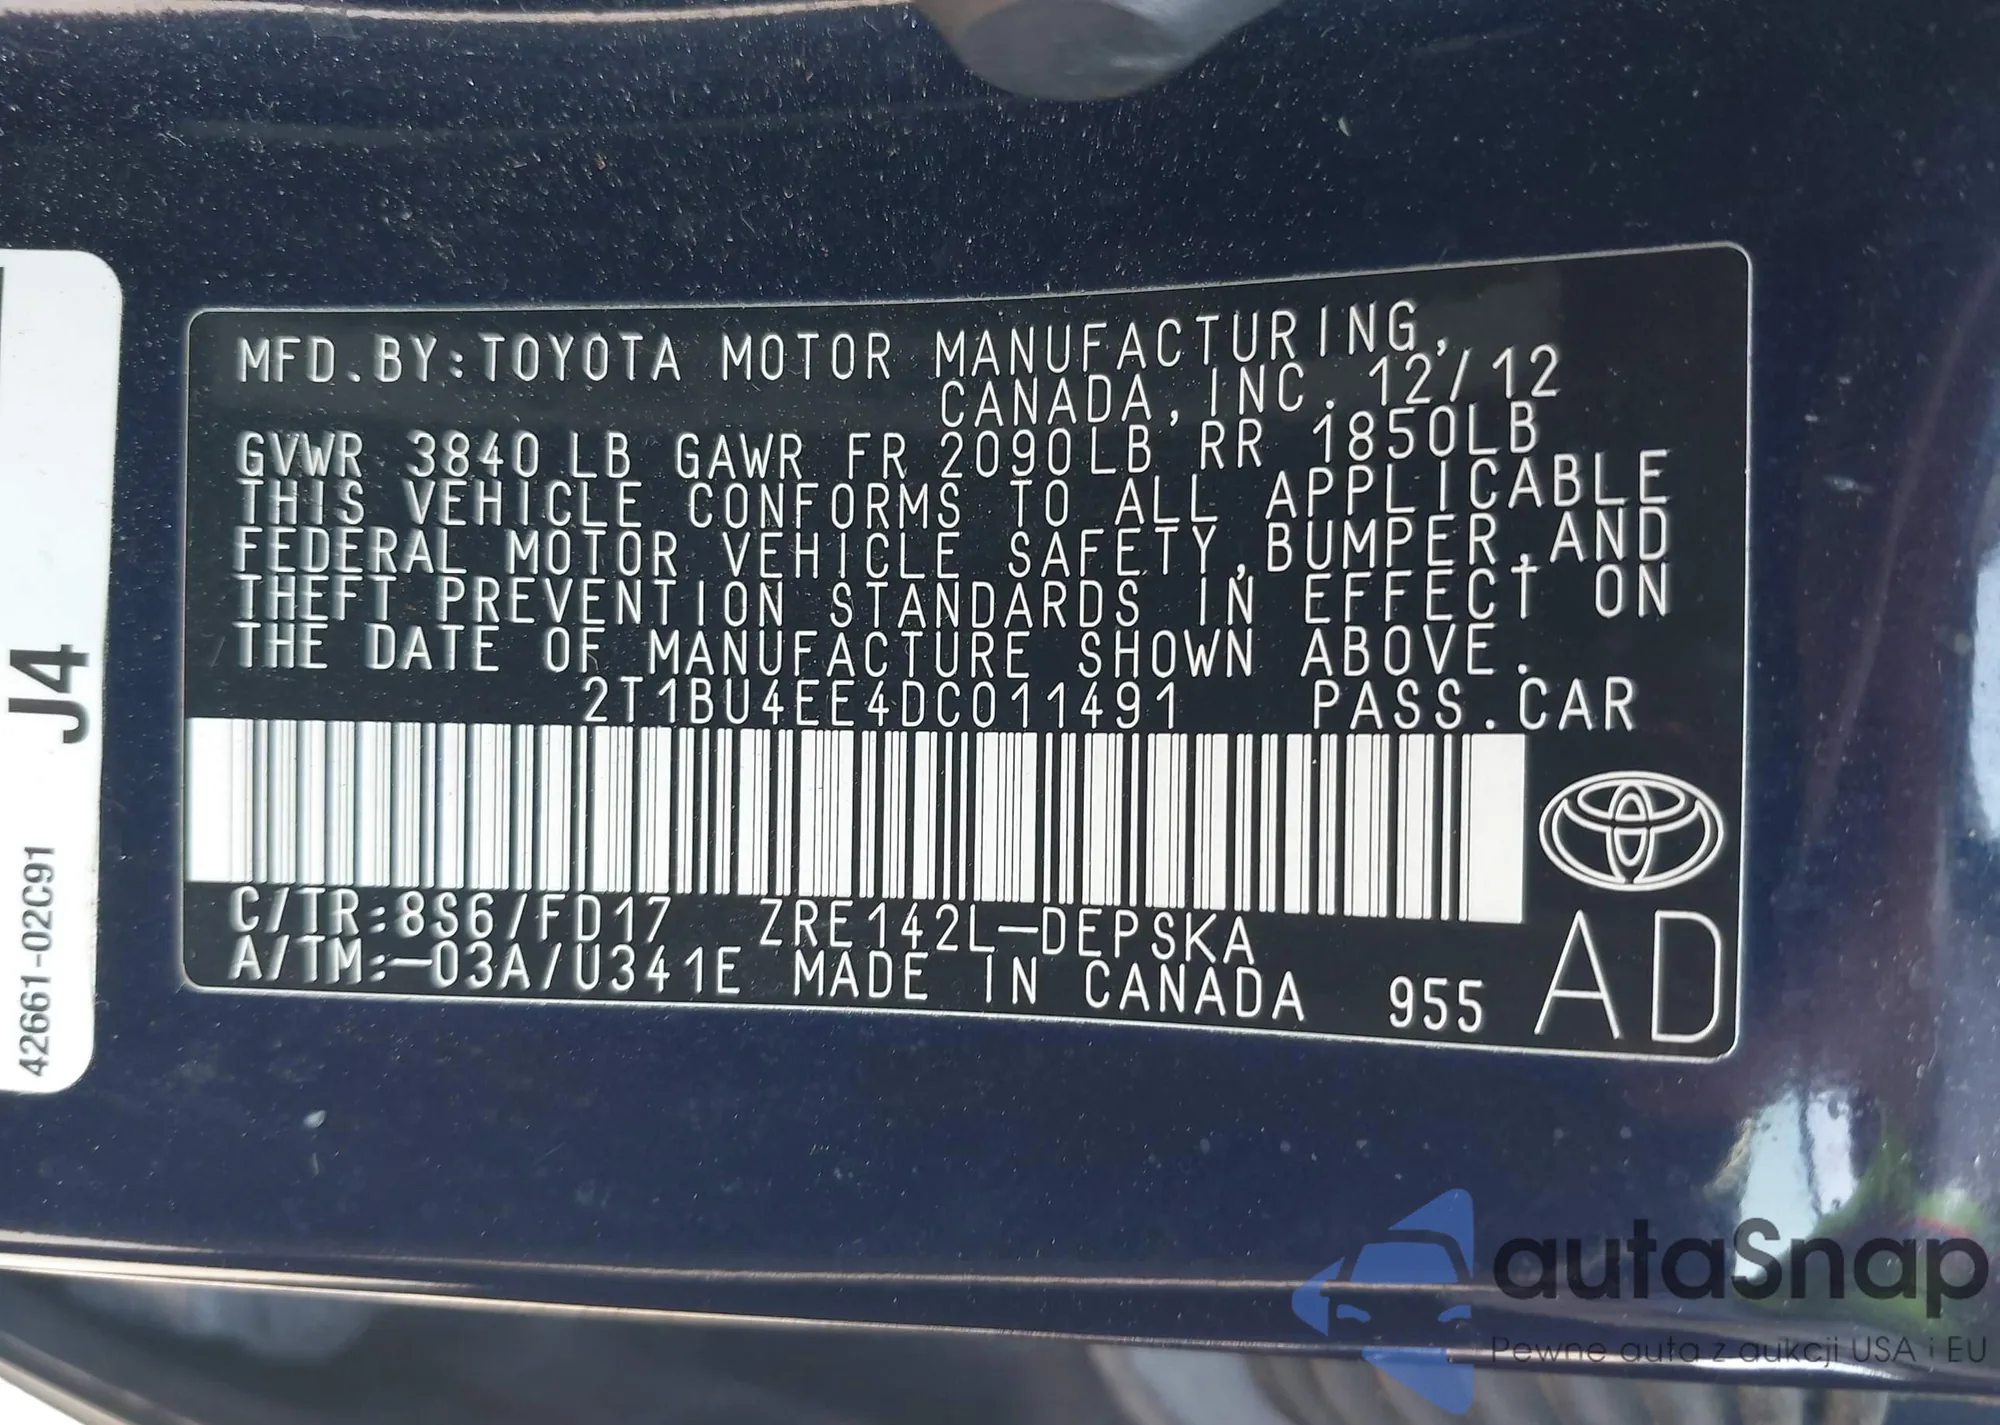 MFD.BY:TOYOTA MOTOR MANUFACTURING,
CANADA,INC. 12/12
GVWR 3840LB GAWR FR 2090LB RR 1850LB
THIS VEHICLE CONFORMS TO ALL APPLICABLE
FEDERAL MOTOR VEHICLE SAFETY,BUMPER,AND
THEFT PREVENTION STANDARDS IN EFFECT ON
THE DATE OF MANUFACTURE SHOWN ABOVE.
2T1BU4EE4DC011491 PASS.CAR
C/TR:8S6/FD17 ZRE142L-DEPSKA
A/TM:-03A/U341E MADE IN CANADA 955
AD
J4
42661-02C91
autaSnap
Pewne auta z aukcji USA i EU